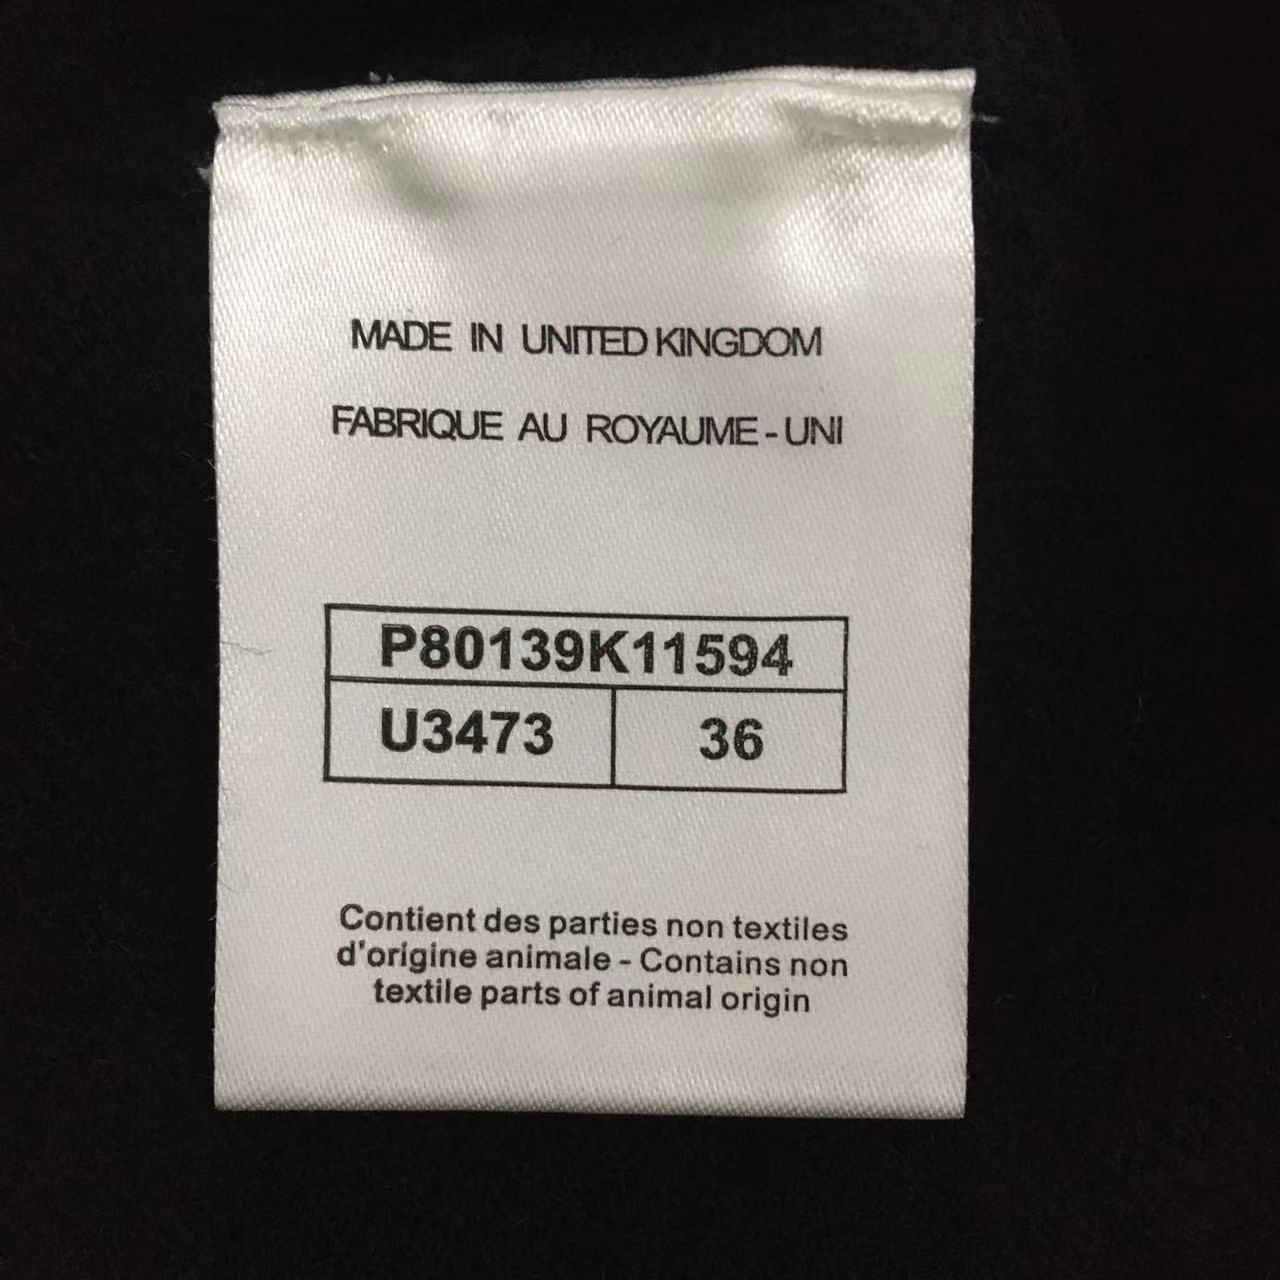 MADE IN UNITED KINGDOM
FABRIQUE AU ROYAUME-UNI
P80139K11594
U3473 36
Contient des parties non textiles
d'origine animale - Contains non
textile parts of animal origin